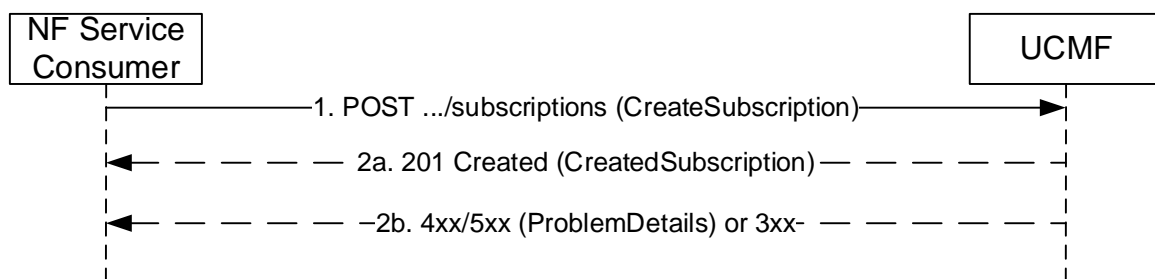 NF Service
Consumer
UCMF
1. POST .../subscriptions (CreateSubscription)
2a. 201 Created (CreatedSubscription)
2b. 4xx/5xx (ProblemDetails) or 3xx